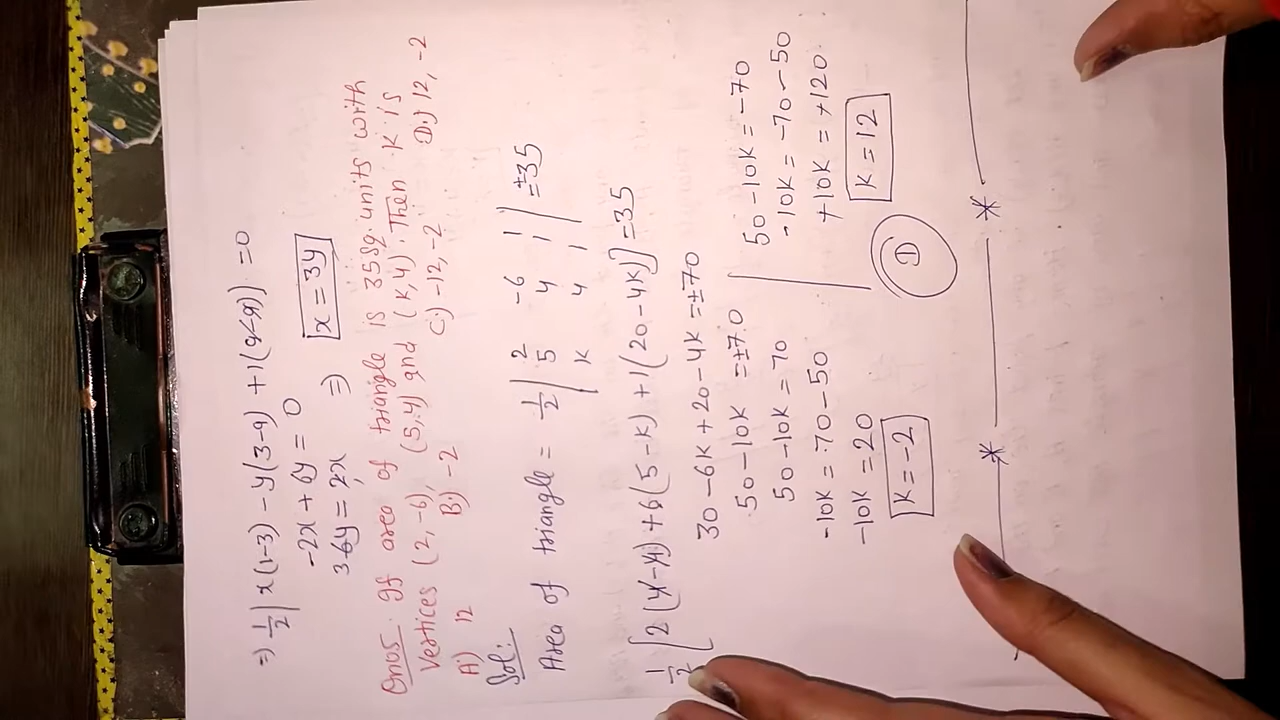 ⇒ 1/2 | x(1-3) - y(3-9) + 1(9-9)| = 0
-2x + 6y = 0
36y = 2x ⇒ x = 3y
Qno5. If area of triangle is 35 sq. units with
vertices (2, -6), (5, 4) and (k, 4). Then k is
A) 12 B) -2 C) -12, -2 D) 12, -2
Sol:
Area of triangle = 1/2 | 2 -6 1 |
| 5 4 1 | = ±35
| k 4 1 |
1/2 [2(4-4) + 6(5-k) + 1(20-4k)] = 35
30 - 6k + 20 - 4k = ±70
50 - 10k = ±70
50 - 10k = 70
-10k = 70 - 50
-10k = 20
k = -2
50 - 10k = -70
-10k = -70 - 50
+10k = +120
k = 12
D